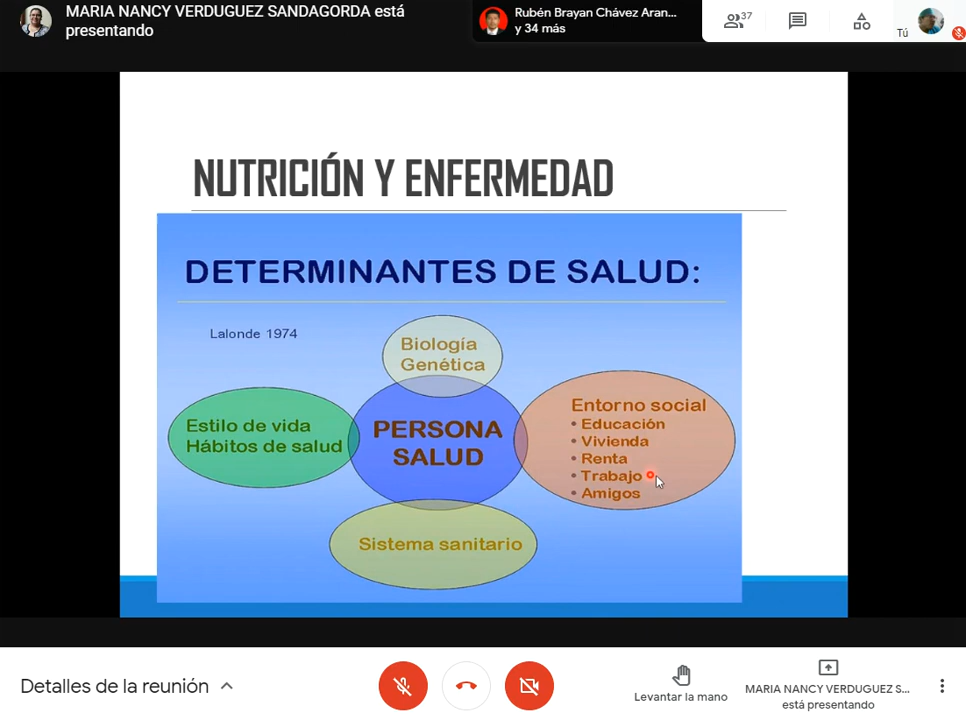 MARIA NANCY VERDUGUEZ SANDAGORDA está
presentando
Rubén Brayan Chávez Aran...
y 34 más
37
Tú
NUTRICIÓN Y ENFERMEDAD
DETERMINANTES DE SALUD:
Lalonde 1974
Biología
Genética
Estilo de vida
Hábitos de salud
PERSONA
SALUD
Entorno social
• Educación
• Vivienda
• Renta
• Trabajo
• Amigos
Sistema sanitario
Detalles de la reunión
Levantar la mano
MARIA NANCY VERDUGUEZ S...
está presentando